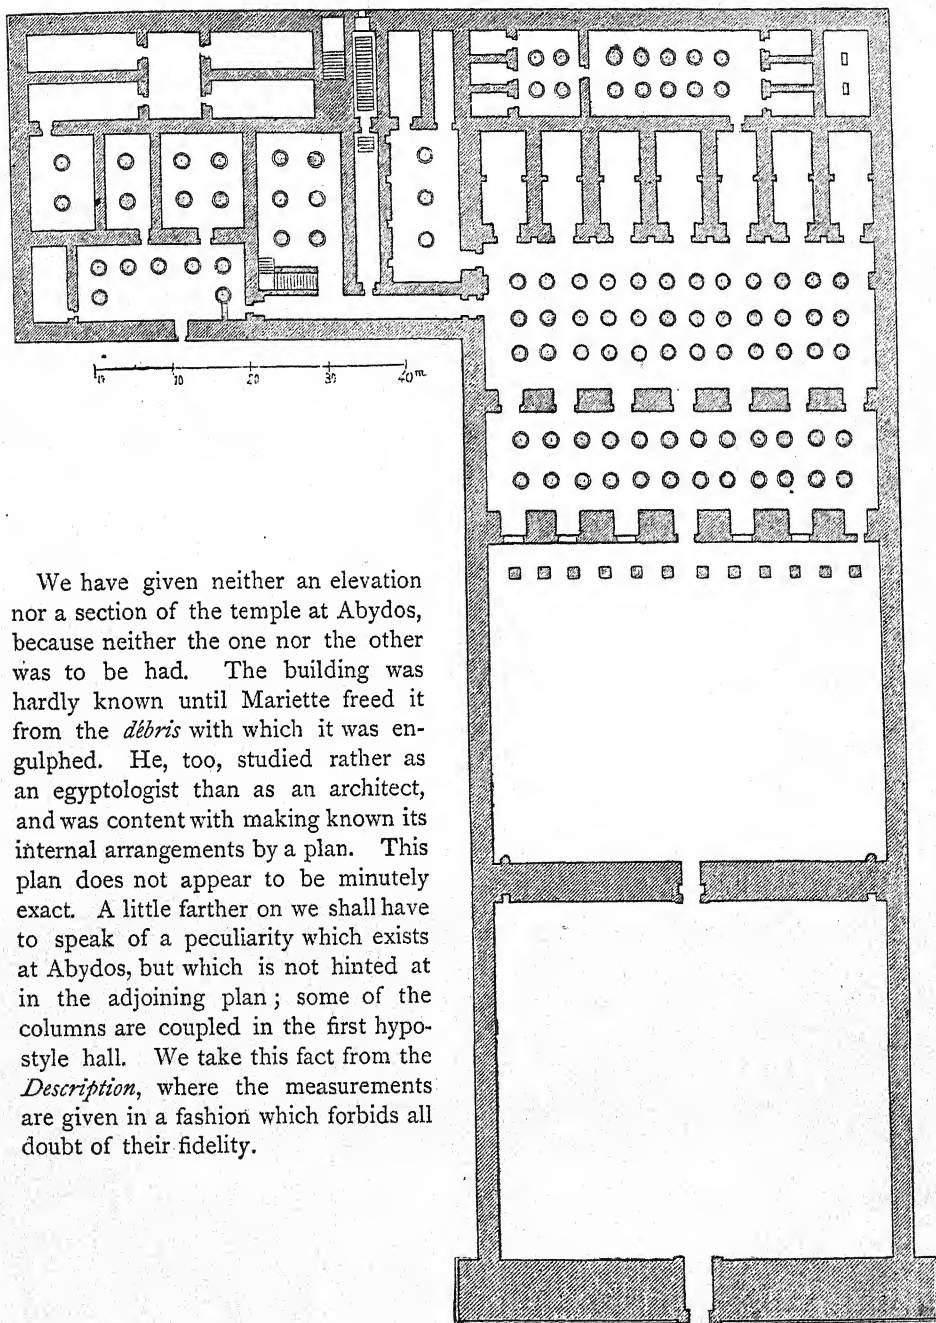 10 20 30 40 m
We have given neither an elevation
nor a section of the temple at Abydos,
because neither the one nor the other
was to be had. The building was
hardly known until Mariette freed it
from the débris with which it was en-
gulphed. He, too, studied rather as
an egyptologist than as an architect,
and was content with making known its
internal arrangements by a plan. This
plan does not appear to be minutely
exact. A little farther on we shall have
to speak of a peculiarity which exists
at Abydos, but which is not hinted at
in the adjoining plan; some of the
columns are coupled in the first hypo-
style hall. We take this fact from the
Description, where the measurements
are given in a fashion which forbids all
doubt of their fidelity.